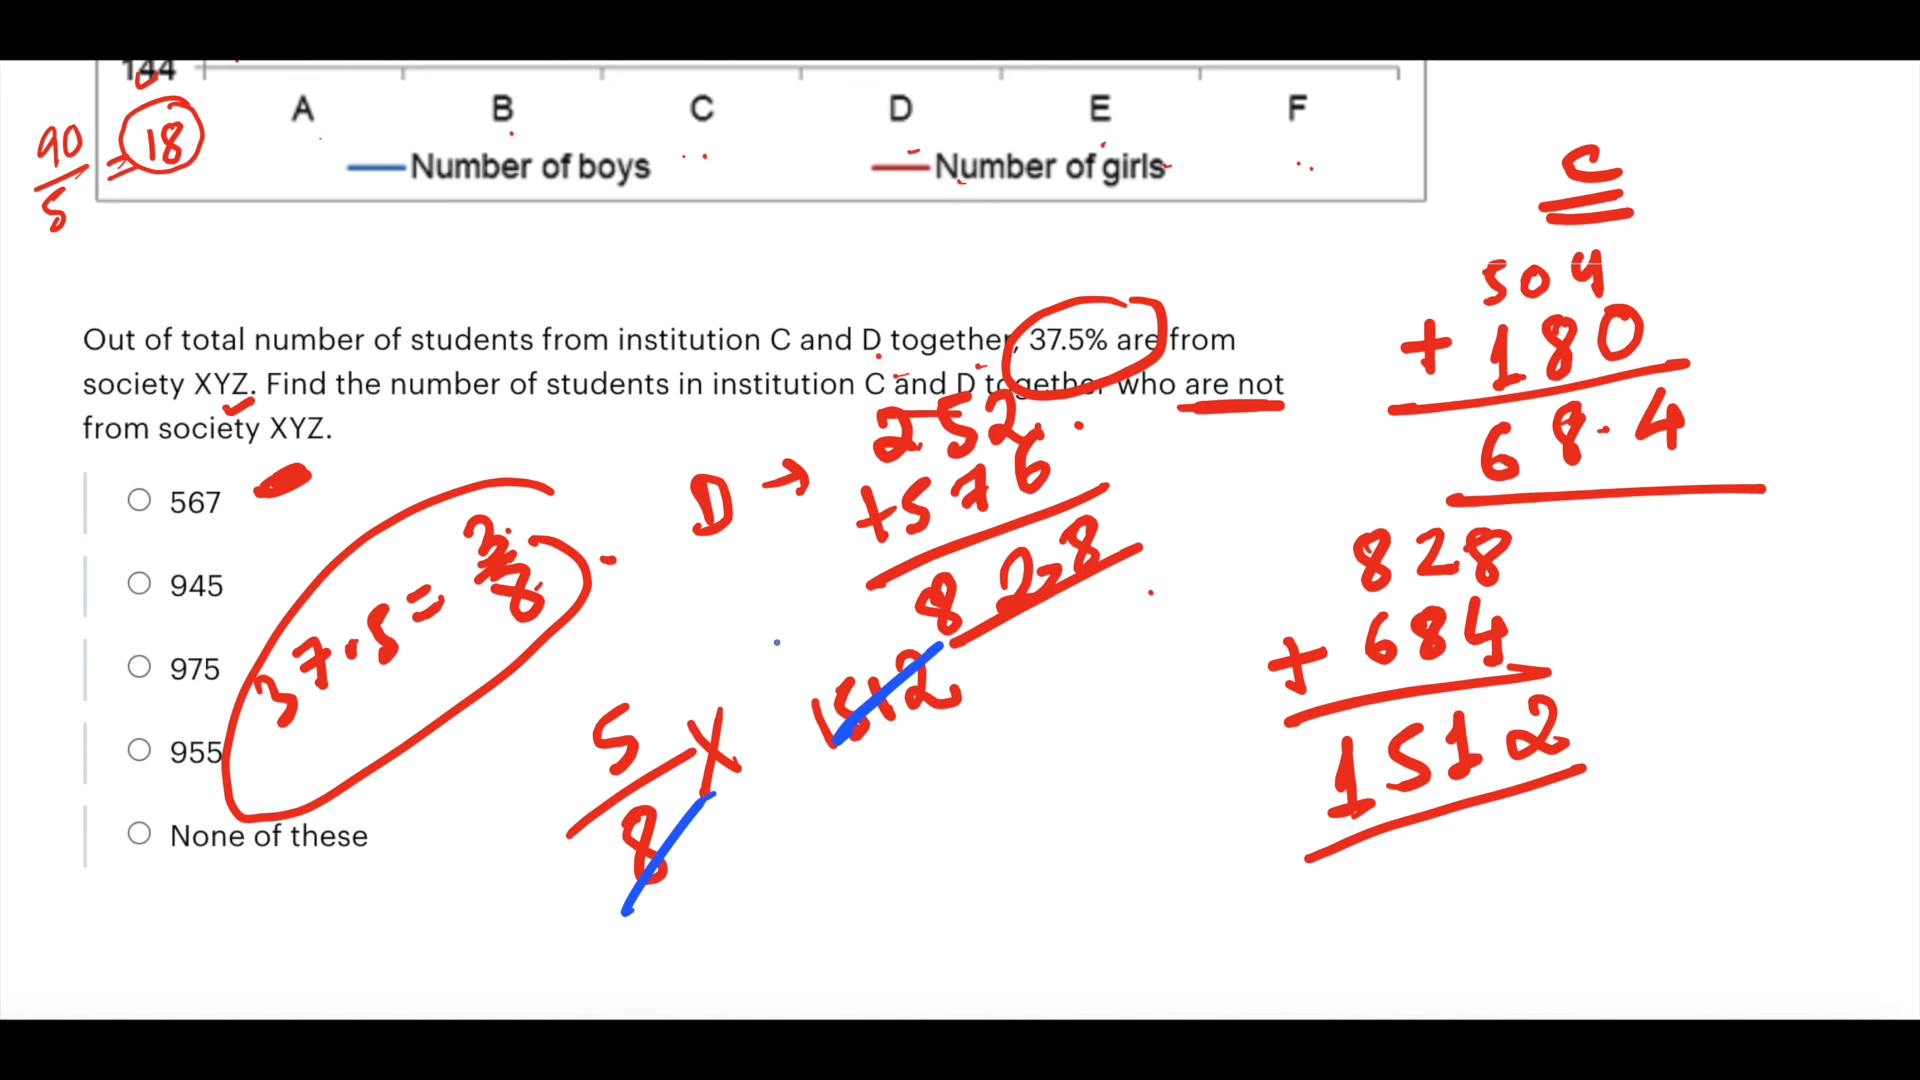 144
A B C D E F
90
5
= 18
Number of boys Number of girls
C
504
+ 180
68.4
Out of total number of students from institution C and D together, 37.5% are from
society XYZ. Find the number of students in institution C and D together who are not
from society XYZ.
567
945
975
955
None of these
37.5 = 3/8
D → 252
+576
828
828
+ 684
1512
5/8 X 1512